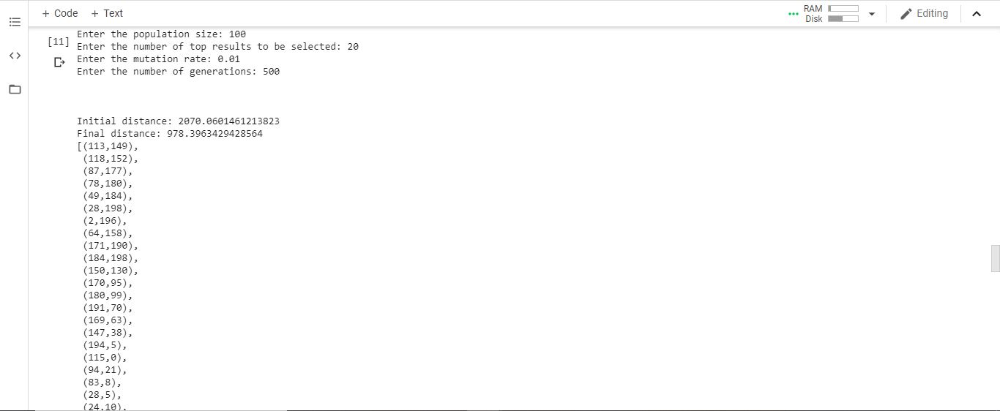 + Code + Text
RAM
Disk
Editing
[11]
Enter the population size: 100
Enter the number of top results to be selected: 20
Enter the mutation rate: 0.01
Enter the number of generations: 500
Initial distance: 2070.0601461213823
Final distance: 978.3963429428564
[(113,149),
(118,152),
(87,177),
(78,180),
(49,184),
(28,198),
(2,196),
(64,158),
(171,190),
(184,198),
(150,130),
(170,95),
(180,99),
(191,70),
(169,63),
(147,38),
(194,5),
(115,0),
(94,21),
(83,8),
(28,5),
(24,10),